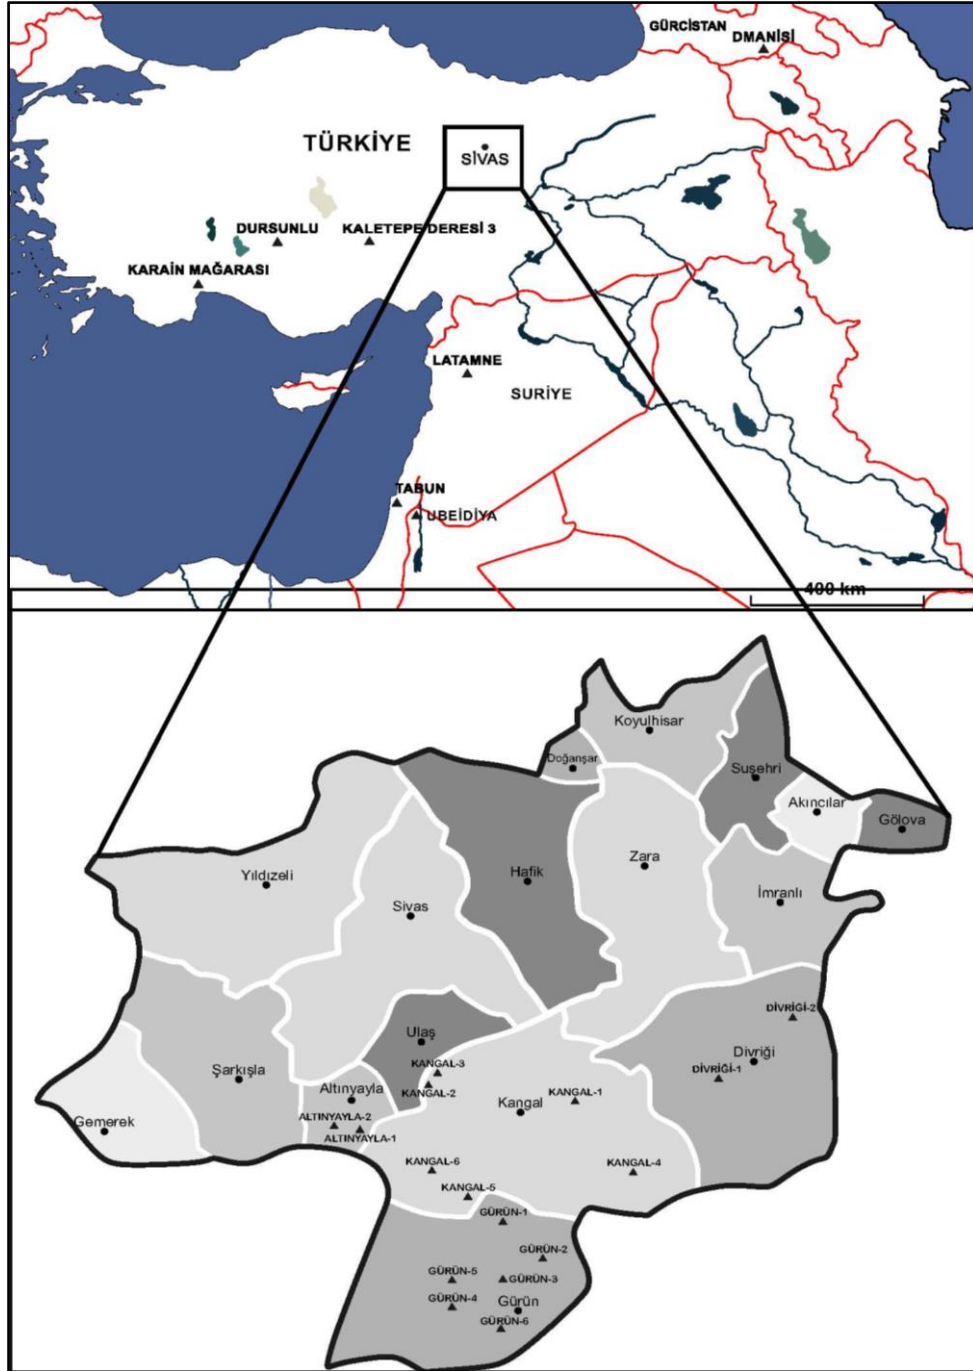 GÜRCİSTAN
DMANİSİ
TÜRKİYE
SİVAS
DURSUNLU
KALETEPE DERESİ 3
KARAİN MAĞARASI
LATAMNE
SURİYE
TABUN
UBEİDİYA
400 km
Koyulhisar
Doğanşar
Suşehri
Akıncılar
Gölova
Yıldızeli
Hafik
Zara
Sivas
İmranlı
DİVRİĞİ-2
Ulaş
Divriği
KANGAL-3
DİVRİĞİ-1
Şarkışla
Altınyayla
KANGAL-2
KANGAL-1
Kangal
Gemerek
ALTINYAYLA-2
ALTINYAYLA-1
KANGAL-6
KANGAL-4
KANGAL-5
GÜRÜN-1
GÜRÜN-2
GÜRÜN-5
GÜRÜN-3
GÜRÜN-4
Gürün
GÜRÜN-6